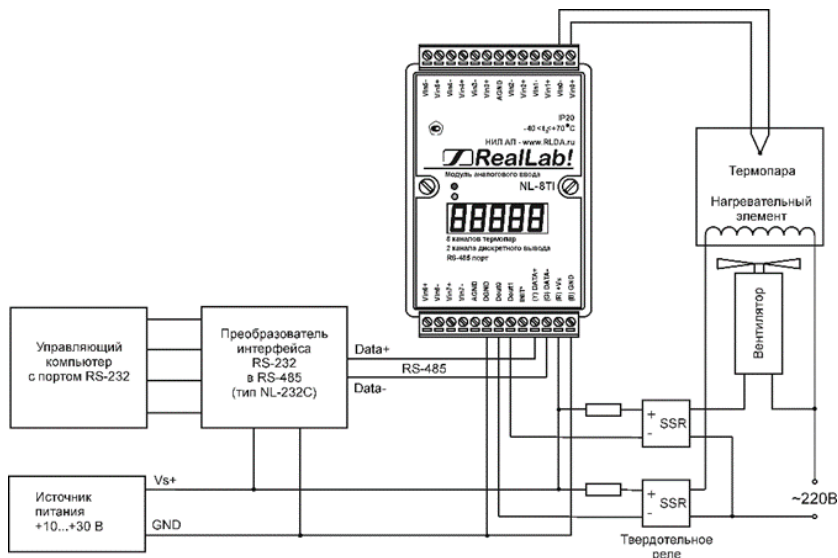 Vin5-
Vin5+
Vin4-
Vin4+
Vin3-
Vin3+
AGND
Vin2-
Vin2+
Vin1-
Vin1+
Vin0-
Vin0+
IP20
НИЛ АП - www.RLDA.ru
RealLab!
Модуль аналогового ввода
NL-8TI
8 каналов термопар
2 канала дискретного вывода
RS-485 порт
Vin6+
Vin6-
Vin7+
Vin7-
AGND
DGND
Dout0
Dout1
INIT*
(Y) DATA+
(G) DATA-
(R) +Vs
(B) GND
Термопара
Нагревательный
элемент
Вентилятор
Управляющий
компьютер
с портом RS-232
Преобразователь
интерфейса
RS-232
в RS-485
(тип NL-232C)
Data+
RS-485
Data-
+
SSR
-
Источник
питания
+10...+30 В
Vs+
GND
+
SSR
-
Твердотельное
реле
~220В